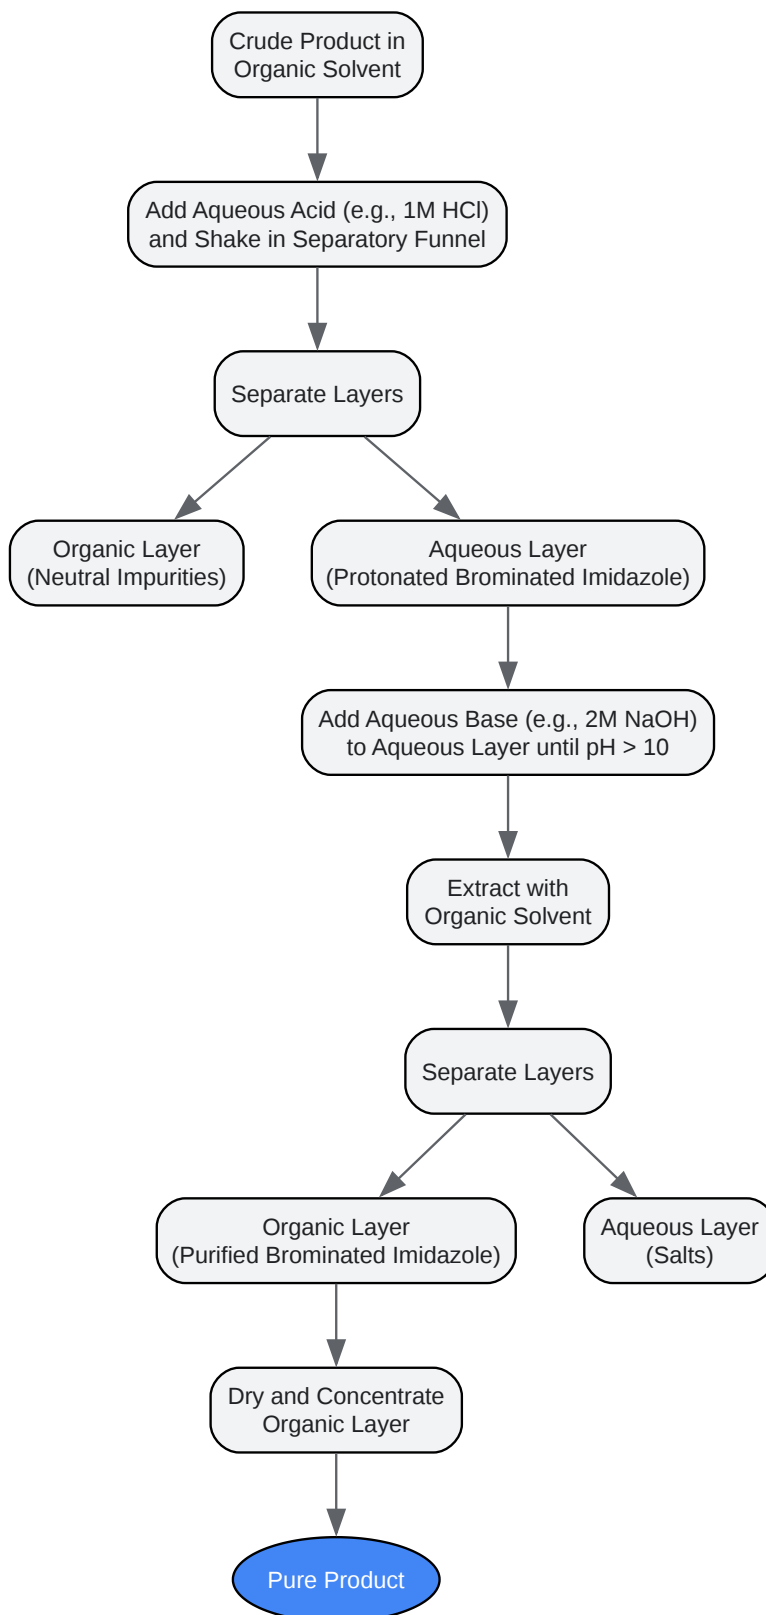 Crude Product in
Organic Solvent
Add Aqueous Acid (e.g., 1M HCl)
and Shake in Separatory Funnel
Separate Layers
Organic Layer
(Neutral Impurities)
Aqueous Layer
(Protonated Brominated Imidazole)
Add Aqueous Base (e.g., 2M NaOH)
to Aqueous Layer until pH > 10
Extract with
Organic Solvent
Separate Layers
Organic Layer
(Purified Brominated Imidazole)
Aqueous Layer
(Salts)
Dry and Concentrate
Organic Layer
Pure Product